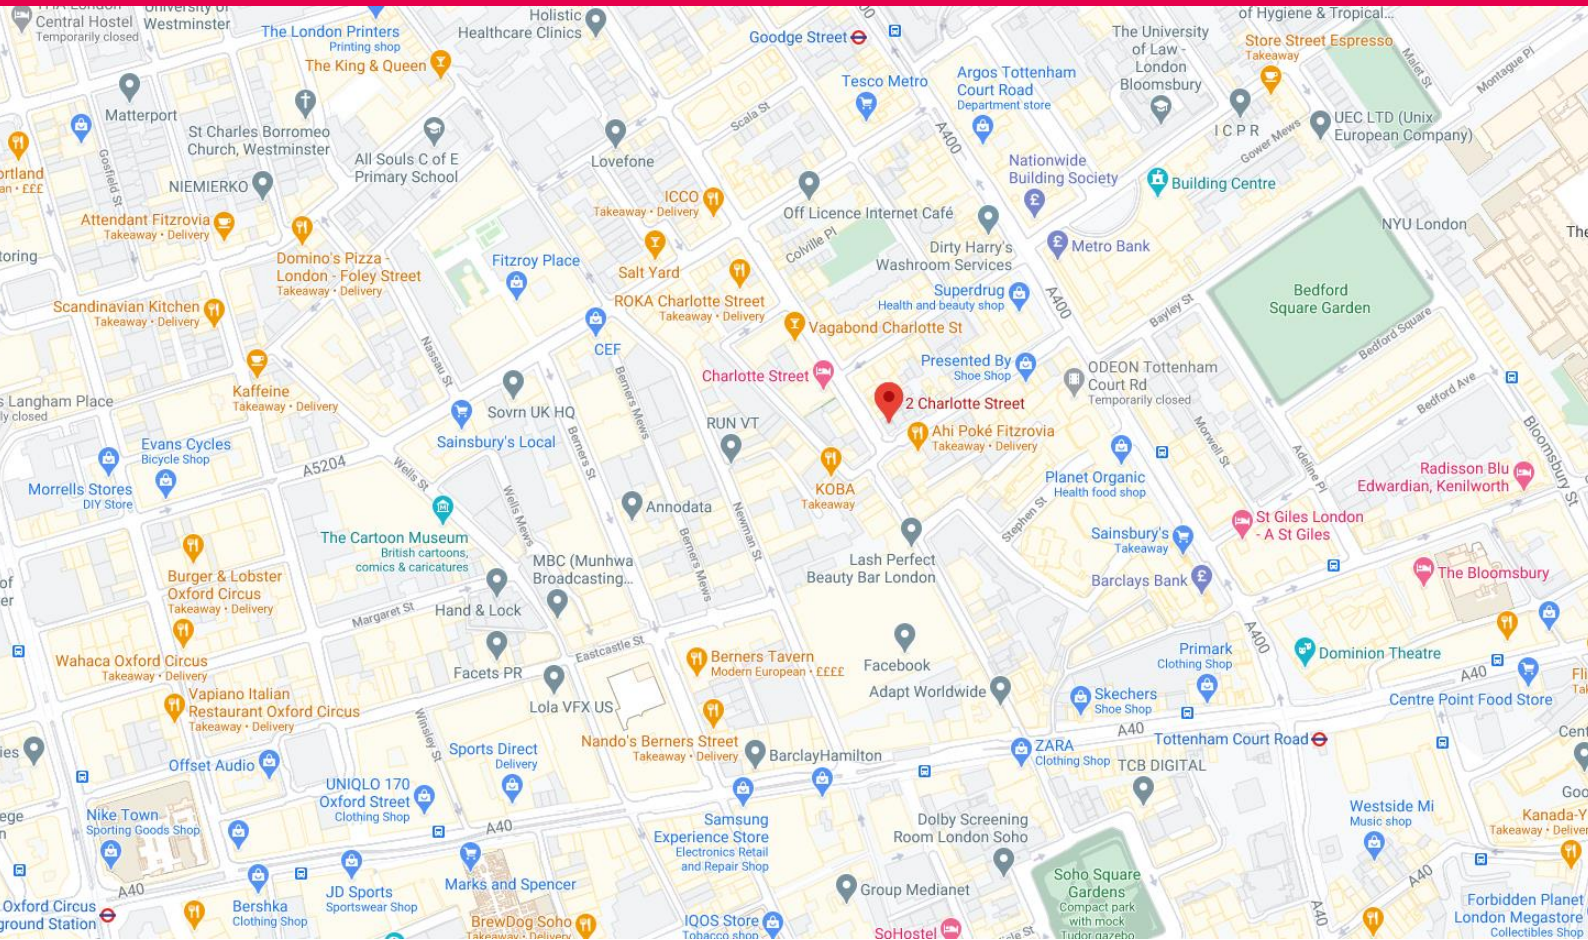 Central Hostel
Temporarily closed
University of
Westminster
The London Printers
Printing shop
The King & Queen
Holistic
Healthcare Clinics
Goodge Street
Tesco Metro
Argos Tottenham
Court Road
Department store
The University
of Law -
London
Bloomsbury
of Hygiene & Tropical...
Store Street Espresso
Takeaway
Malet St
Montague Pl
Matterport
St Charles Borromeo
Church, Westminster
All Souls C of E
Primary School
Lovefone
Scala St
A400
I C P R
Gower Mews
UEC LTD (Unix
European Company)
Gosfield St
NIEMIERKO
ICCO
Takeaway • Delivery
Off Licence Internet Café
Nationwide
Building Society
Building Centre
NYU London
Attendant Fitzrovia
Takeaway • Delivery
Domino's Pizza -
London - Foley Street
Takeaway • Delivery
Fitzroy Place
Salt Yard
Colville Pl
Dirty Harry's
Washroom Services
Metro Bank
Bedford
Square Garden
Scandinavian Kitchen
Takeaway • Delivery
ROKA Charlotte Street
Takeaway • Delivery
Superdrug
Health and beauty shop
A400
Bayley St
Bedford Square
CEF
Vagabond Charlotte St
Nassau St
Berners Mews
Charlotte Street
Presented By
Shoe Shop
ODEON Tottenham
Court Rd
Temporarily closed
Bedford Ave
Kaffeine
Takeaway • Delivery
s Langham Place
ly closed
Sovrn UK HQ
2 Charlotte Street
RUN VT
Ahi Poké Fitzrovia
Takeaway • Delivery
Evans Cycles
Bicycle Shop
Sainsbury's Local
Berners St
Morwell St
Adeline Pl
Bloomsbury St
Morrells Stores
DIY Store
A5204
Wells St
KOBA
Takeaway
Planet Organic
Health food shop
Radisson Blu
Edwardian, Kenilworth
Annodata
Wells Mews
Newman St
Berners Mews
Stephen St
St Giles London
- A St Giles
The Cartoon Museum
British cartoons,
comics & caricatures
Sainsbury's
Takeaway
Burger & Lobster
Oxford Circus
Takeaway • Delivery
MBC (Munhwa
Broadcasting...
Lash Perfect
Beauty Bar London
Barclays Bank
The Bloomsbury
Hand & Lock
Margaret St
Eastcastle St
Wahaca Oxford Circus
Takeaway • Delivery
Facets PR
Berners Tavern
Modern European • ££££
Facebook
Primark
Clothing Shop
A400
Dominion Theatre
A40
Vapiano Italian
Restaurant Oxford Circus
Takeaway • Delivery
Lola VFX US
Adapt Worldwide
Skechers
Shoe Shop
Centre Point Food Store
Winsley St
Nando's Berners Street
Takeaway • Delivery
BarclayHamilton
ZARA
Clothing Shop
A40
Tottenham Court Road
Offset Audio
Sports Direct
Delivery
TCB DIGITAL
UNIQLO 170
Oxford Street
Clothing Shop
Nike Town
Sporting Goods Shop
A40
Samsung
Experience Store
Electronics Retail
and Repair Shop
Dolby Screening
Room London Soho
Westside Mi
Music shop
Kanada-Y
Takeaway • Deliver
A40
JD Sports
Sportswear Shop
Marks and Spencer
Group Medianet
Soho Square
Gardens
Compact park
with mock
Tudor gazebo
A40
A40
Oxford Circus
ground Station
Bershka
Clothing Shop
BrewDog Soho
Takeaway • Delivery
IQOS Store
Tobacco shop
SoHostel
Forbidden Planet
London Megastore
Collectibles Shop